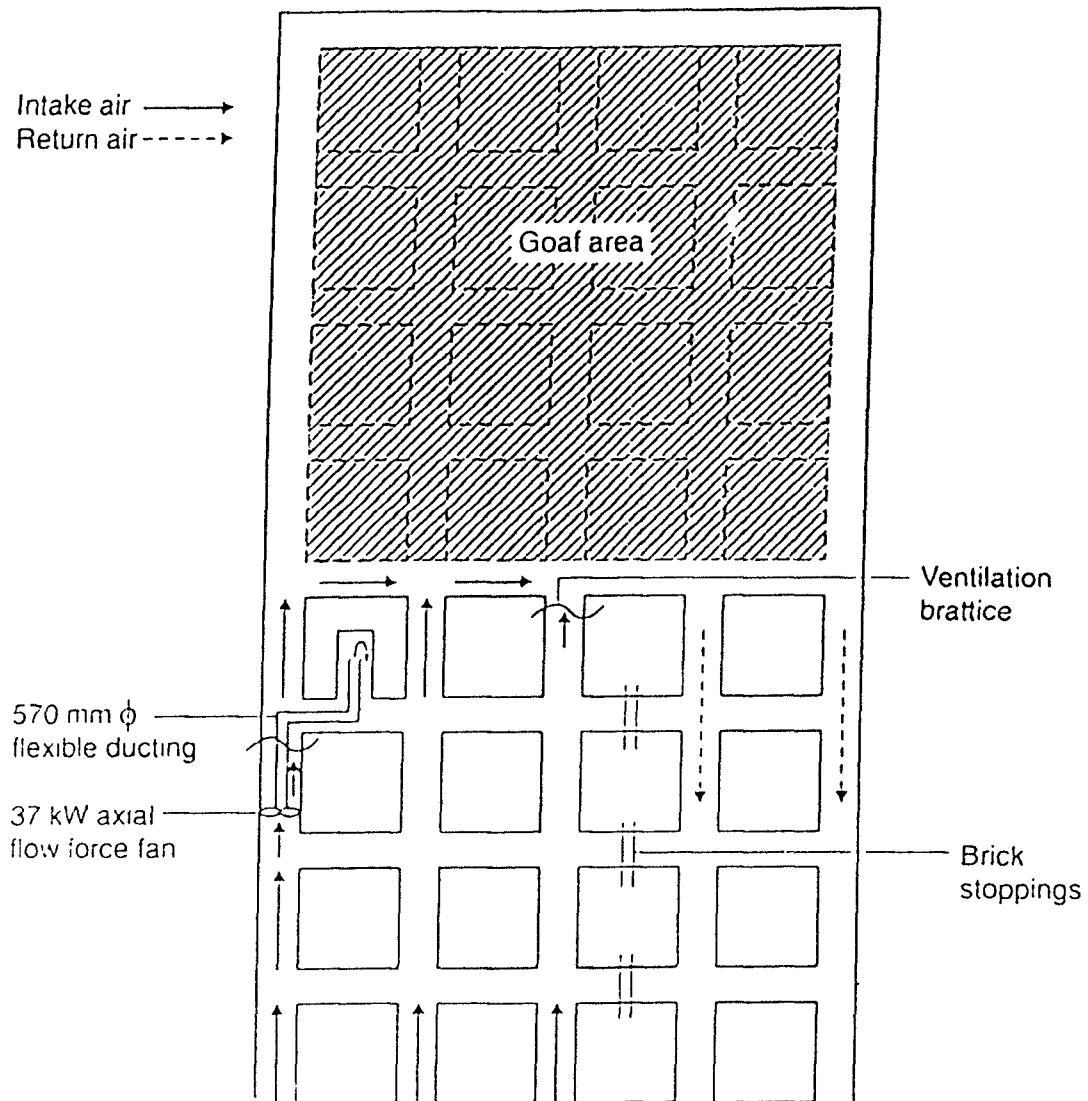 Intake air
Return air
Goaf area
Ventilation
brattice
570 mm ϕ
flexible ducting
37 kW axial
flow force fan
Brick
stoppings